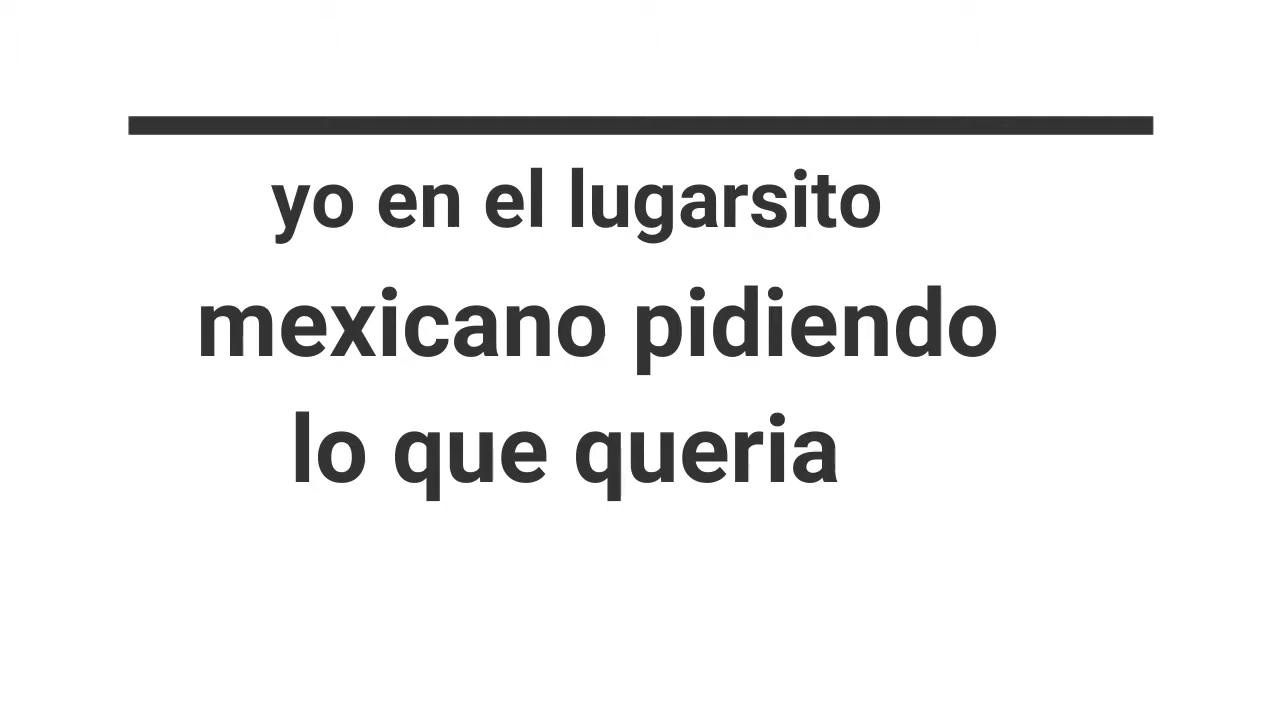 yo en el lugarsito
mexicano pidiendo
lo que queria